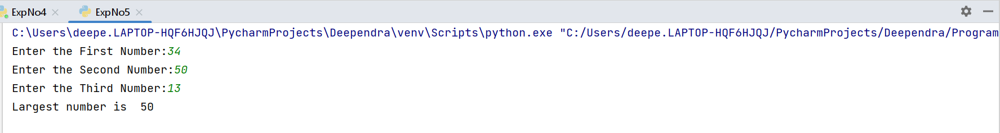 ExpNo4 ExpNo5
C:\Users\deepe.LAPTOP-HQF6HJQJ\PycharmProjects\Deependra\venv\Scripts\python.exe "C:/Users/deepe.LAPTOP-HQF6HJQJ/PycharmProjects/Deependra/Program
Enter the First Number:34
Enter the Second Number:50
Enter the Third Number:13
Largest number is  50